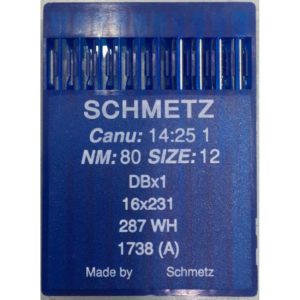 SCHMETZ
Canu: 14:25 1
NM: 80 SIZE: 12
DBx1
16x231
287 WH
1738 (A)
Made by Schmetz